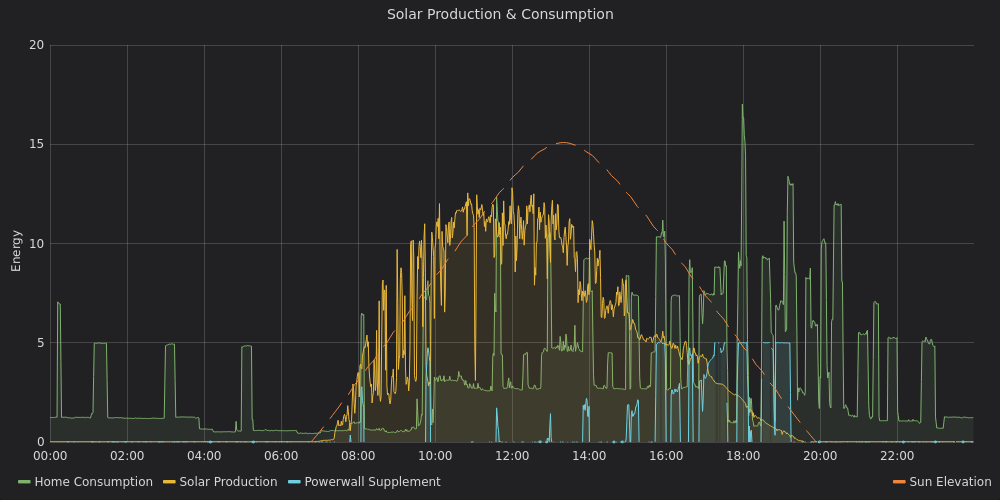 Solar Production & Consumption
20
15
10
5
0
Energy
00:00 02:00 04:00 06:00 08:00 10:00 12:00 14:00 16:00 18:00 20:00 22:00
Home Consumption Solar Production Powerwall Supplement Sun Elevation